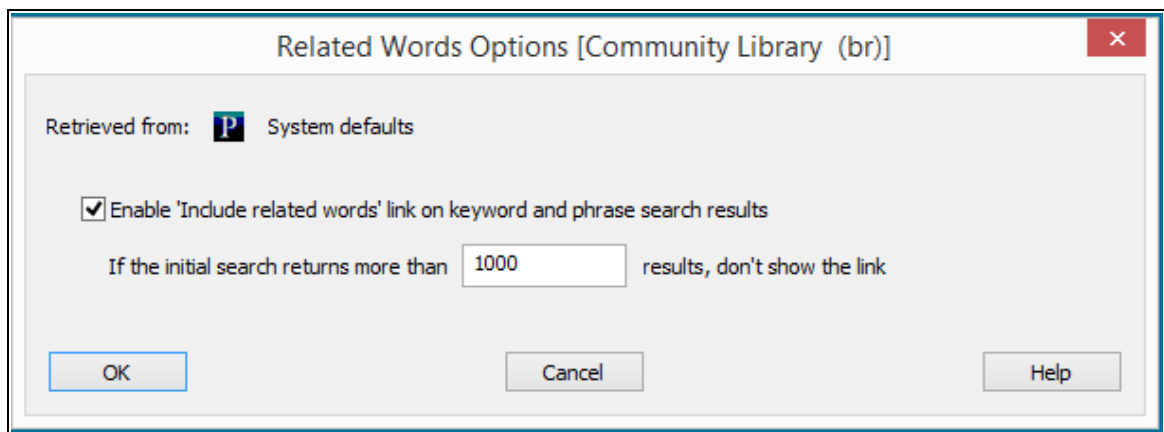 Related Words Options [Community Library (br)]
×
Retrieved from: P System defaults
Enable 'Include related words' link on keyword and phrase search results
If the initial search returns more than 1000 results, don't show the link
OK Cancel Help